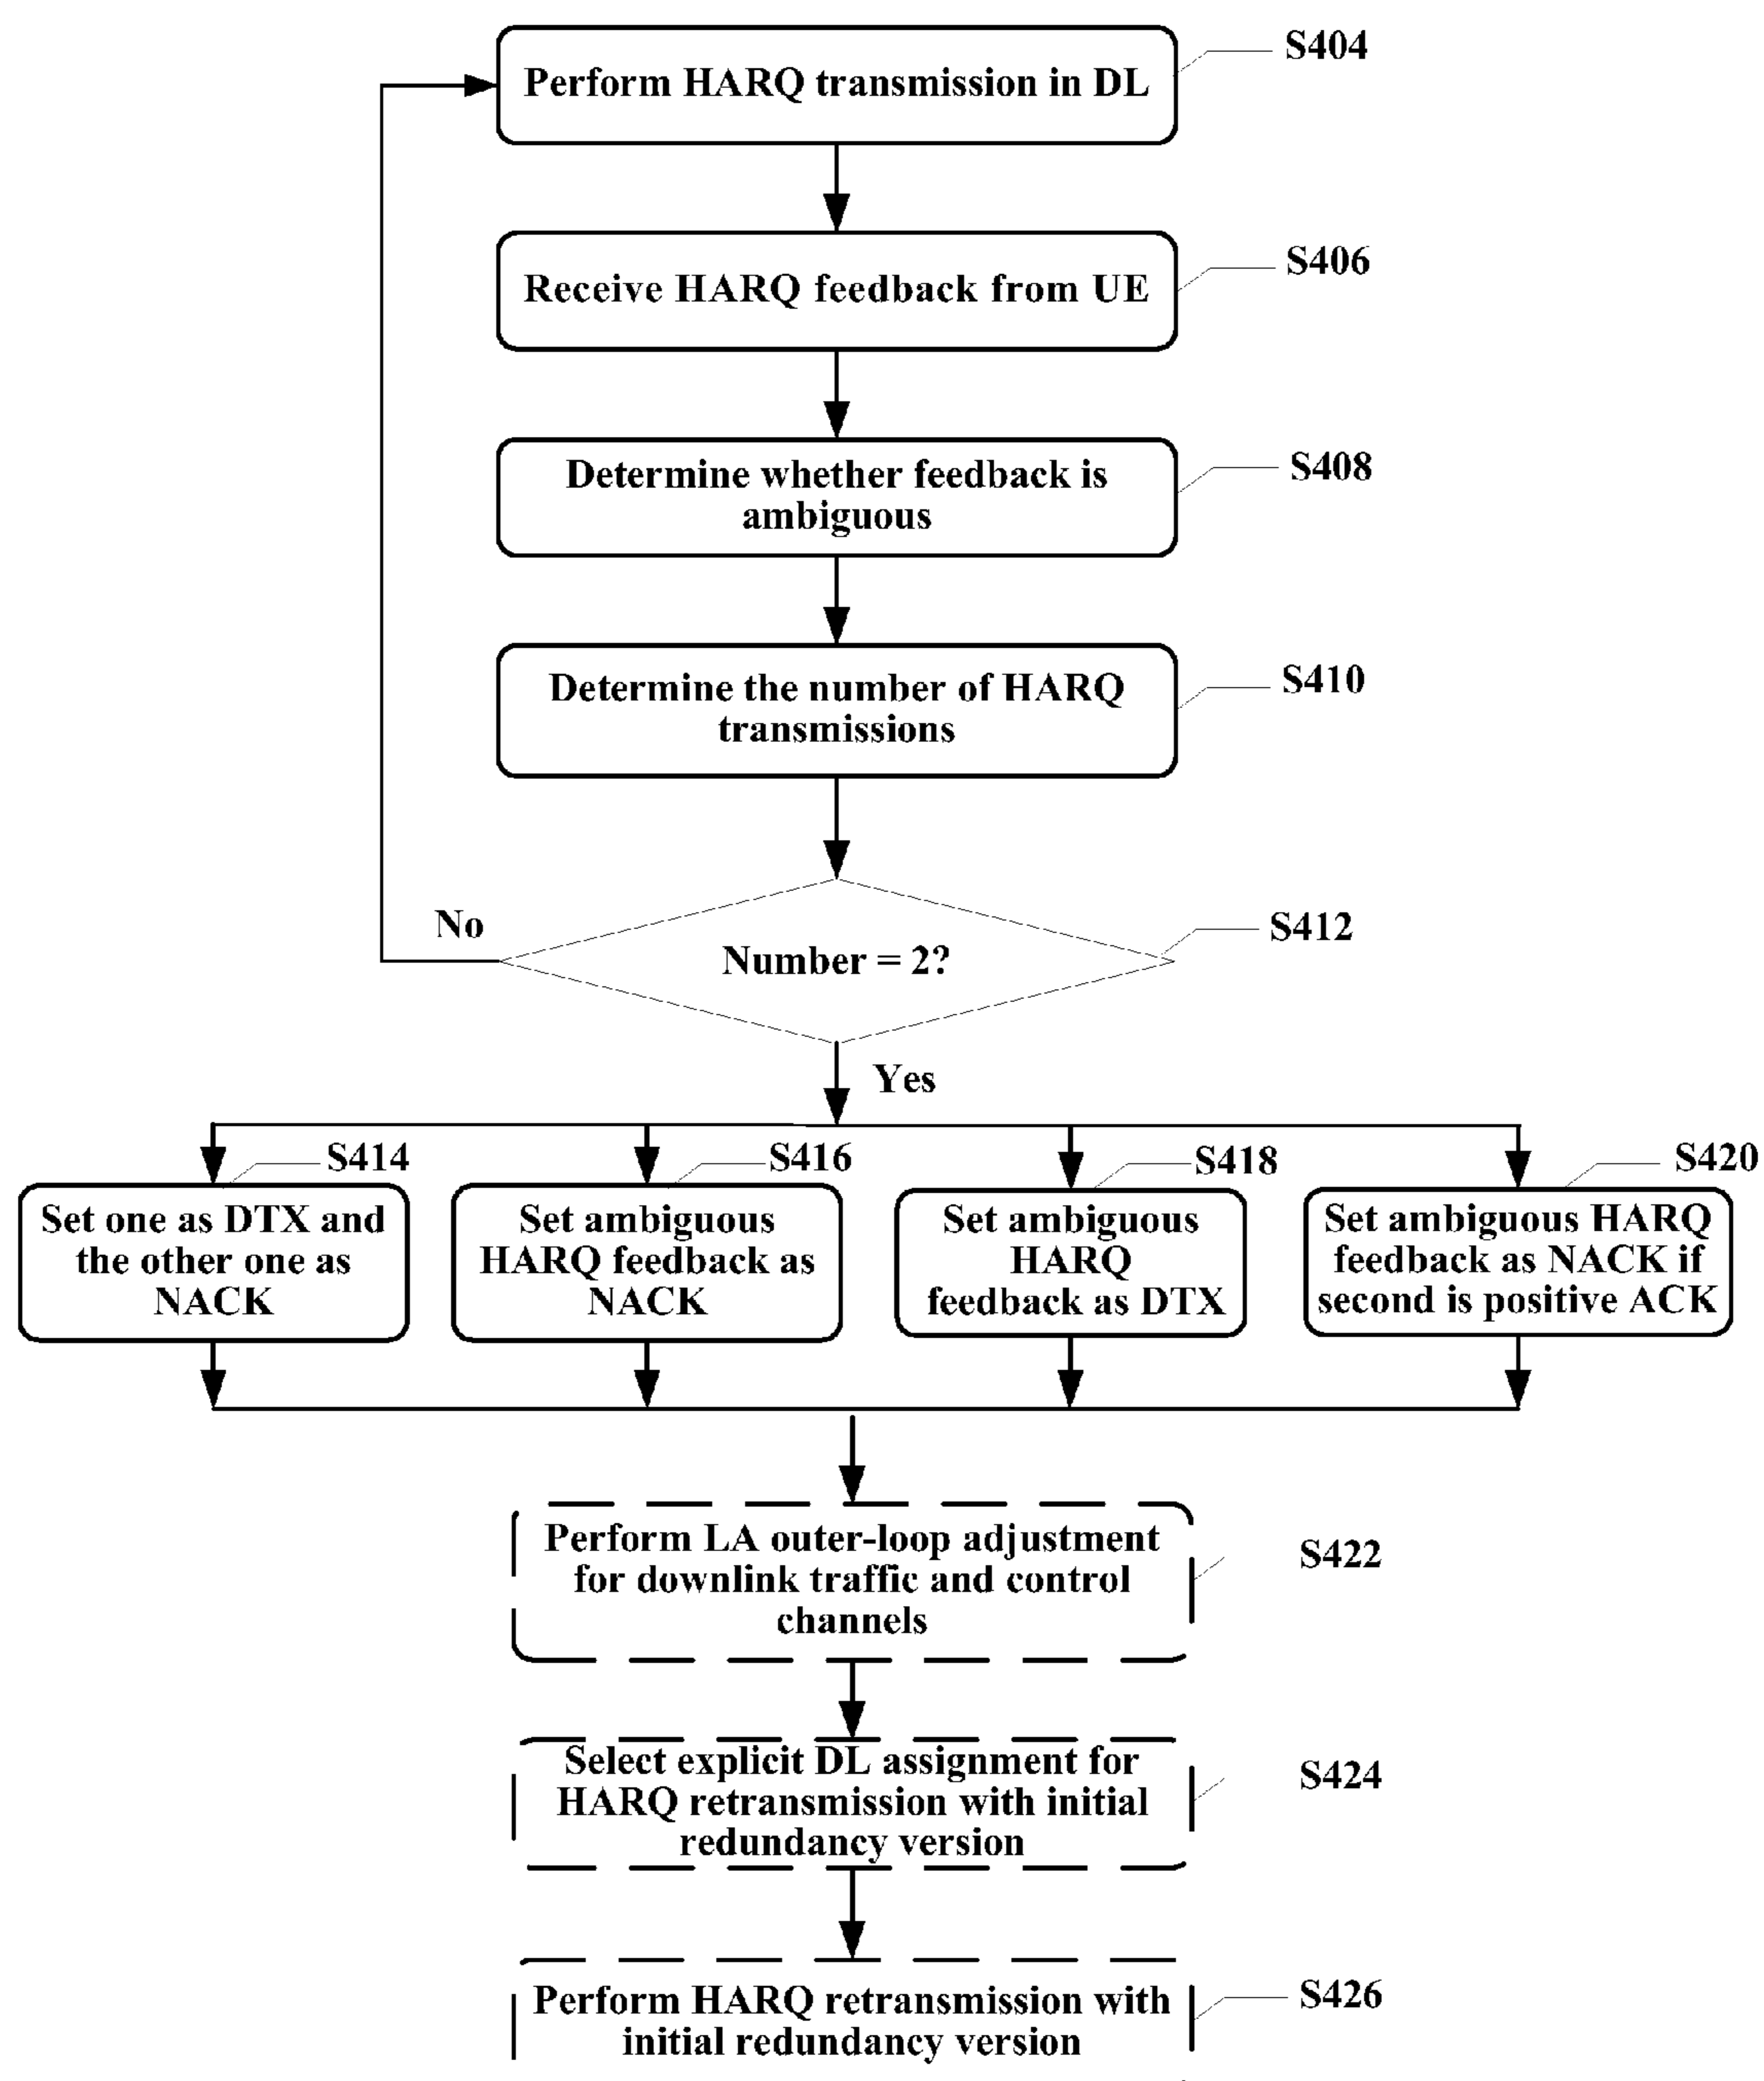 S404
Perform HARQ transmission in DL
S406
Receive HARQ feedback from UE
S408
Determine whether feedback is
ambiguous
S410
Determine the number of HARQ
transmissions
S412
No
Number = 2?
Yes
S414
Set one as DTX and
the other one as
NACK
S416
Set ambiguous
HARQ feedback as
NACK
S418
Set ambiguous
HARQ
feedback as DTX
S420
Set ambiguous HARQ
feedback as NACK if
second is positive ACK
Perform LA outer-loop adjustment
for downlink traffic and control
channels
S422
Select explicit DL assignment for
HARQ retransmission with initial
redundancy version
S424
Perform HARQ retransmission with
initial redundancy version
S426